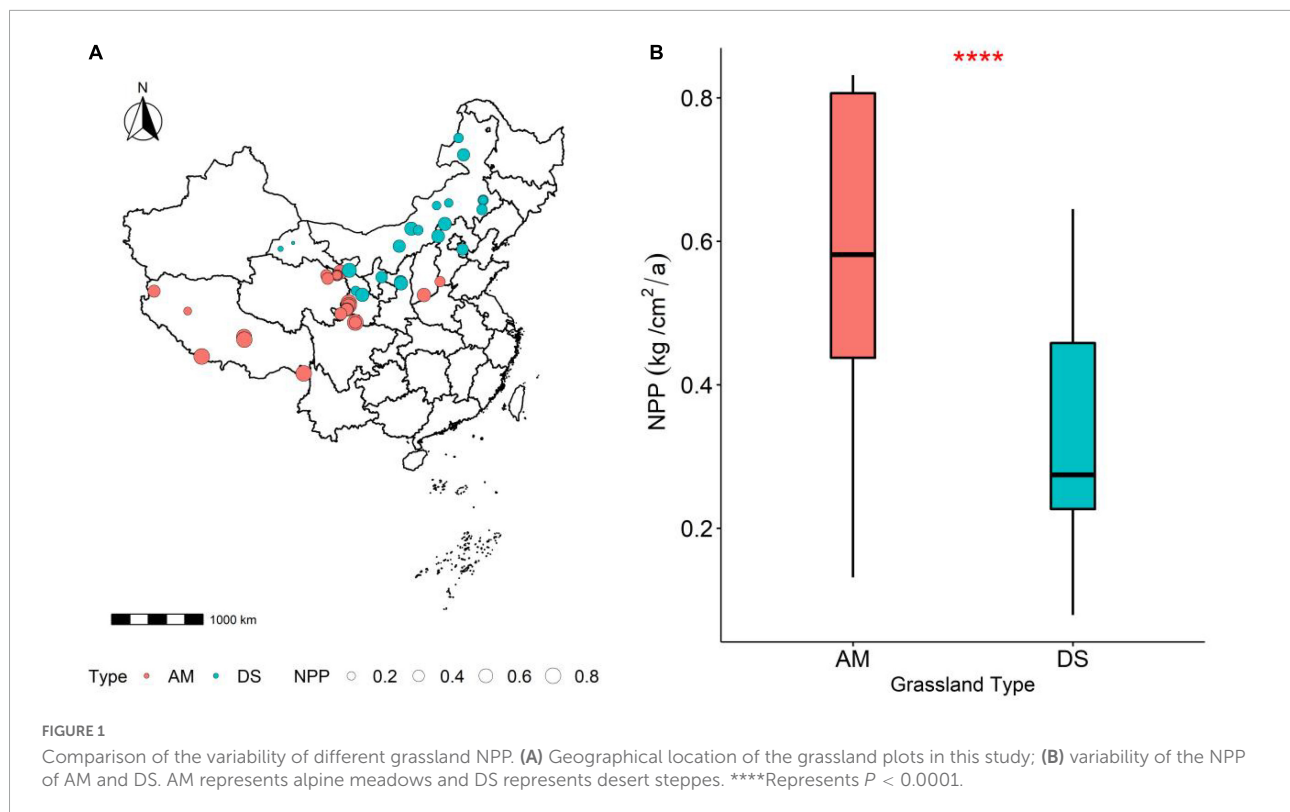 A
N
1000 km
Type AM DS NPP 0.2 0.4 0.6 0.8
B
****
NPP (kg /cm²/a)
0.8
0.6
0.4
0.2
AM DS
Grassland Type
FIGURE 1
Comparison of the variability of different grassland NPP. (A) Geographical location of the grassland plots in this study; (B) variability of the NPP
of AM and DS. AM represents alpine meadows and DS represents desert steppes. ****Represents P < 0.0001.